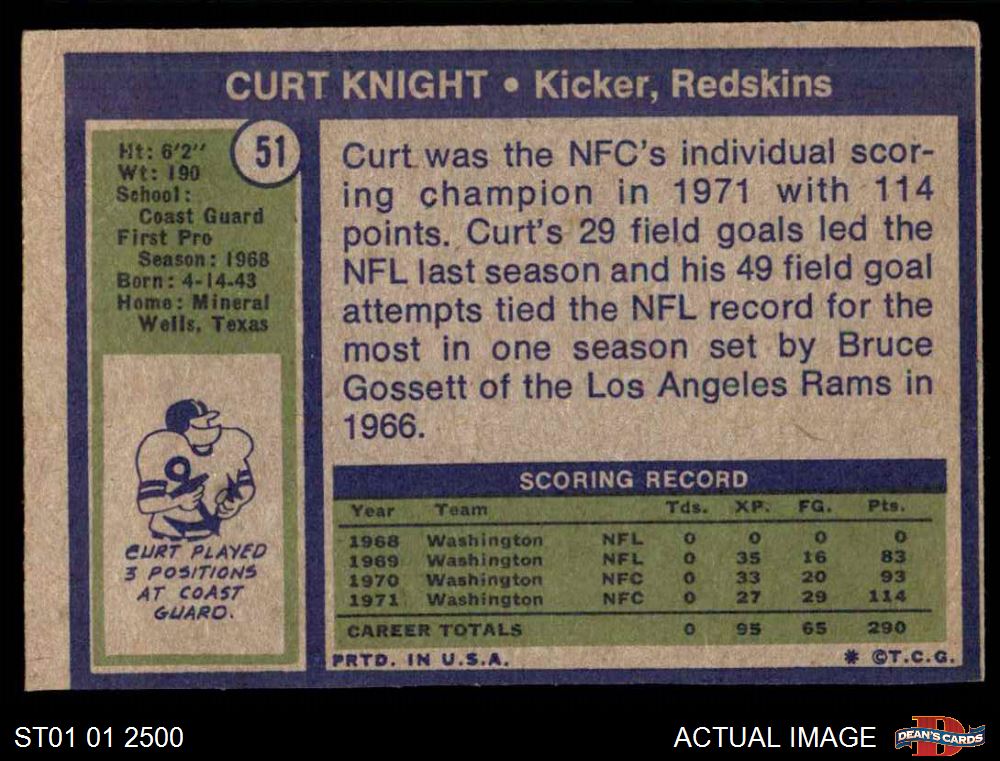 CURT KNIGHT • Kicker, Redskins
51
Ht: 6'2"
Wt: 190
School:
Coast Guard
First Pro
Season: 1968
Born: 4-14-43
Home: Mineral
Wells, Texas
9
CURT PLAYED
3 POSITIONS
AT COAST
GUARD.
Curt was the NFC's individual scor-
ing champion in 1971 with 114
points. Curt's 29 field goals led the
NFL last season and his 49 field goal
attempts tied the NFL record for the
most in one season set by Bruce
Gossett of the Los Angeles Rams in
1966.
SCORING RECORD
Year Team Tds. XP. FG. Pts.
1968 Washington NFL 0 0 0 0
1969 Washington NFL 0 35 16 83
1970 Washington NFC 0 33 20 93
1971 Washington NFC 0 27 29 114
CAREER TOTALS 0 95 65 290
PRTD. IN U.S.A. * ©T.C.G.
ST01 01 2500
ACTUAL IMAGE
D
DEAN'S CARDS